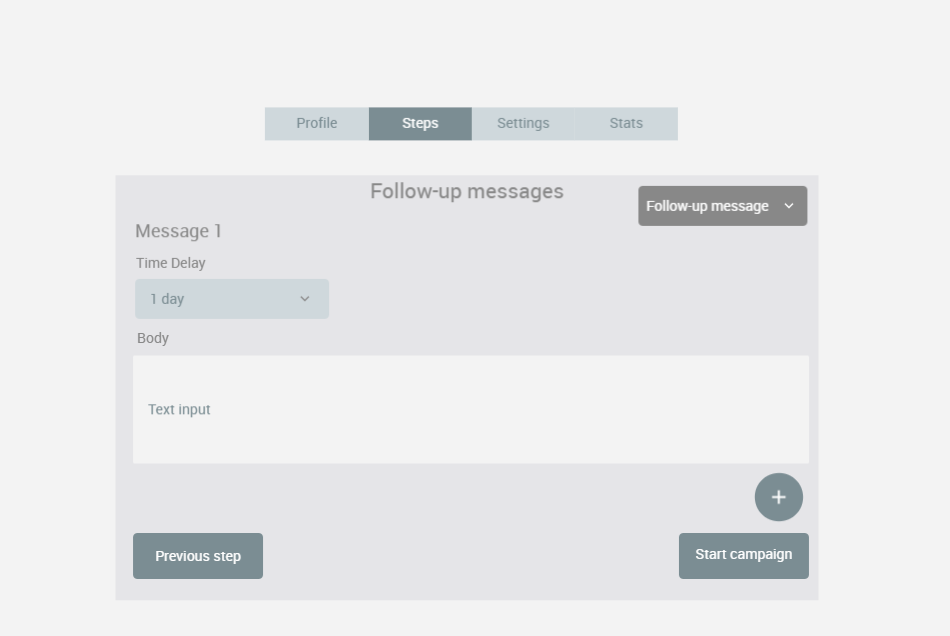 Profile Steps Settings Stats
Follow-up messages
Follow-up message
Message 1
Time Delay
1 day
Body
Text input
+
Previous step
Start campaign